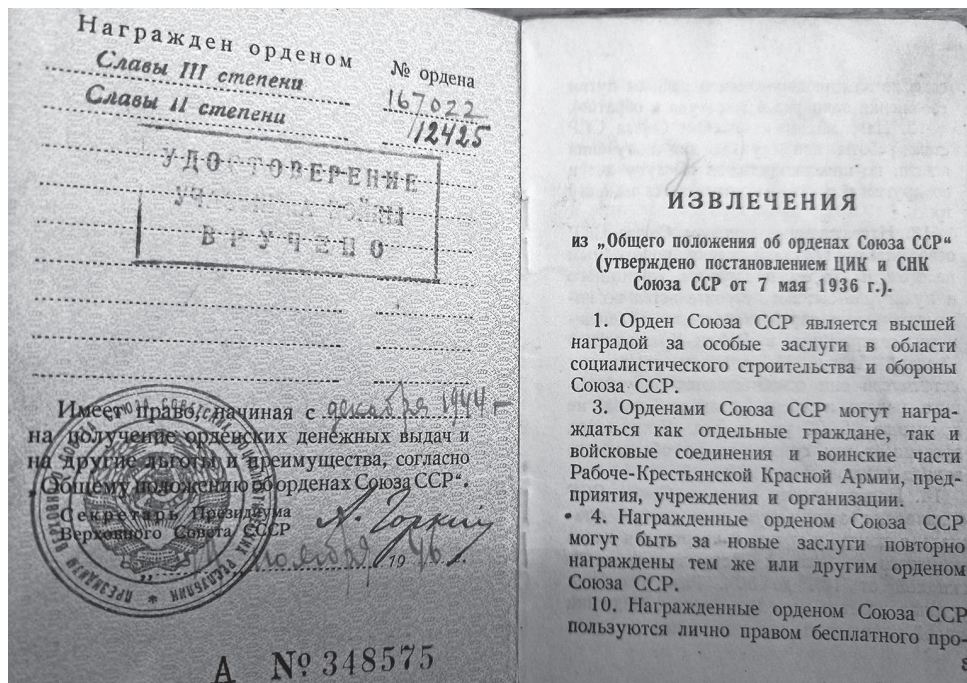 Награжден орденом
№ ордена
Славы III степени
167022
Славы II степени
12425
УДОСТОВЕРЕНИЕ
ВРУЧЕНО
Имеет право, начиная с декабря 1944 г
на получение орденских денежных выдач и
на другие льготы и преимущества, согласно
„Общему положению об орденах Союза ССР“.
Секретарь Президиума
Верховного Совета СССР
А. Горкин
ноября 1946 г.
А № 348575
ИЗВЛЕЧЕНИЯ
из „Общего положения об орденах Союза ССР“
(утверждено постановлением ЦИК и СНК
Союза ССР от 7 мая 1936 г.).
1. Орден Союза ССР является высшей
наградой за особые заслуги в области
социалистического строительства и обороны
Союза ССР.
3. Орденами Союза ССР могут награ-
ждаться как отдельные граждане, так и
войсковые соединения и воинские части
Рабоче-Крестьянской Красной Армии, пред-
приятия, учреждения и организации.
4. Награжденные орденом Союза ССР
могут быть за новые заслуги повторно
награждены тем же или другим орденом
Союза ССР.
10. Награжденные орденом Союза ССР
пользуются лично правом бесплатного про-